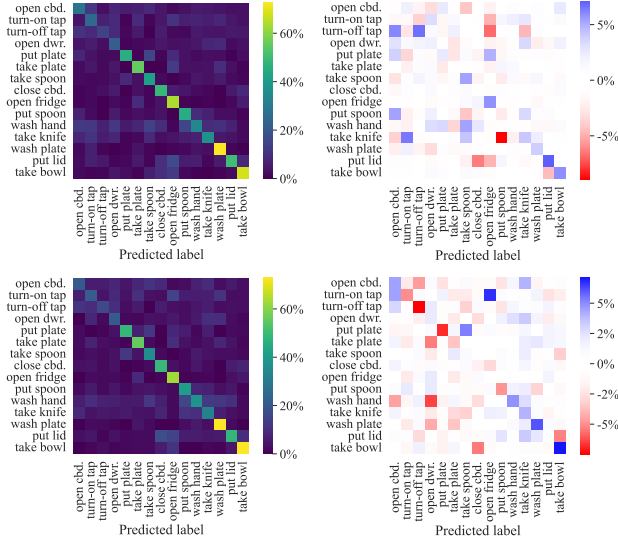 open cbd.
turn-on tap
turn-off tap
open dwr.
put plate
take plate
take spoon
close cbd.
open fridge
put spoon
wash hand
take knife
wash plate
put lid
take bowl
open cbd.
turn-on tap
turn-off tap
open dwr.
put plate
take plate
take spoon
close cbd.
open fridge
put spoon
wash hand
take knife
wash plate
put lid
take bowl
Predicted label
60%
40%
20%
0%
open cbd.
turn-on tap
turn-off tap
open dwr.
put plate
take plate
take spoon
close cbd.
open fridge
put spoon
wash hand
take knife
wash plate
put lid
take bowl
open cbd.
turn-on tap
turn-off tap
open dwr.
put plate
take plate
take spoon
close cbd.
open fridge
put spoon
wash hand
take knife
wash plate
put lid
take bowl
Predicted label
5%
0%
−5%
open cbd.
turn-on tap
turn-off tap
open dwr.
put plate
take plate
take spoon
close cbd.
open fridge
put spoon
wash hand
take knife
wash plate
put lid
take bowl
open cbd.
turn-on tap
turn-off tap
open dwr.
put plate
take plate
take spoon
close cbd.
open fridge
put spoon
wash hand
take knife
wash plate
put lid
take bowl
Predicted label
60%
40%
20%
0%
open cbd.
turn-on tap
turn-off tap
open dwr.
put plate
take plate
take spoon
close cbd.
open fridge
put spoon
wash hand
take knife
wash plate
put lid
take bowl
open cbd.
turn-on tap
turn-off tap
open dwr.
put plate
take plate
take spoon
close cbd.
open fridge
put spoon
wash hand
take knife
wash plate
put lid
take bowl
Predicted label
5%
2%
0%
−2%
−5%